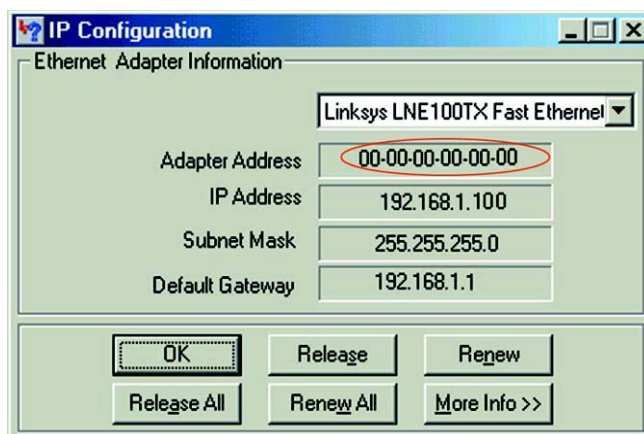 IP Configuration
Ethernet Adapter Information
Linksys LNE100TX Fast Ethernet
Adapter Address 00-00-00-00-00-00
IP Address 192.168.1.100
Subnet Mask 255.255.255.0
Default Gateway 192.168.1.1
OK Release Renew
Release All Renew All More Info >>